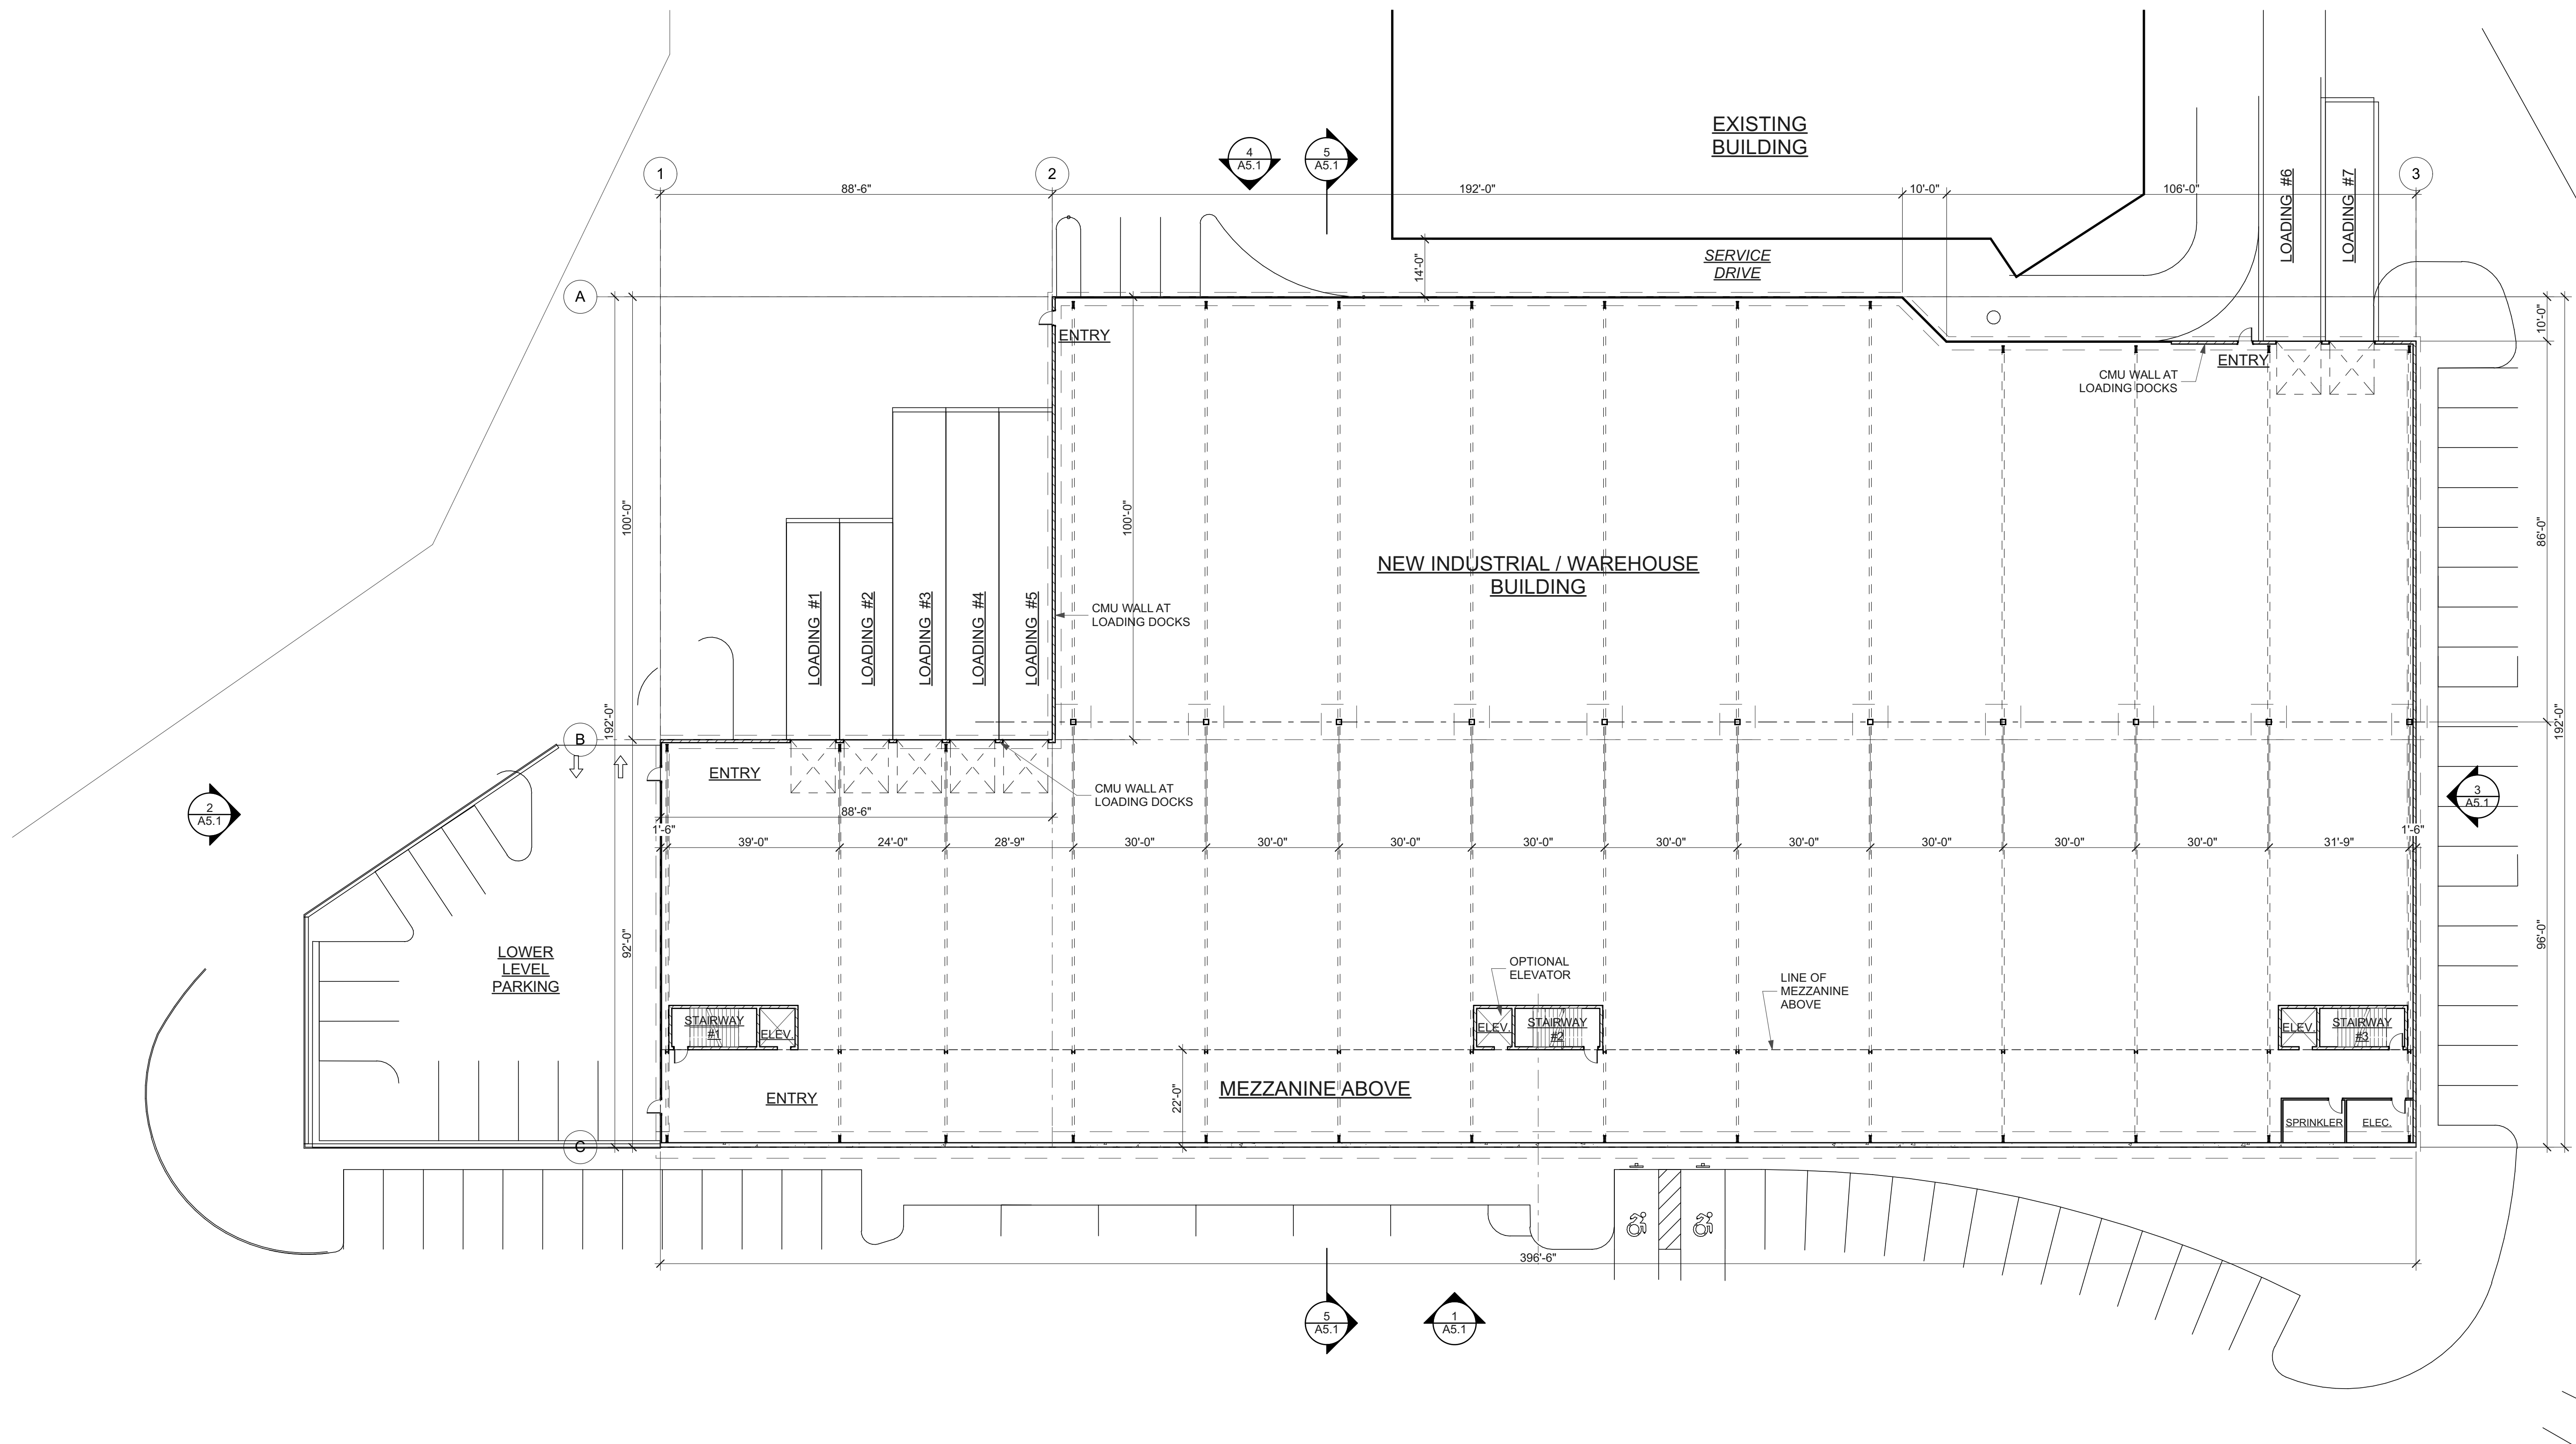 EXISTING
BUILDING
4
A5.1
5
A5.1
1
2
3
88'-6"
192'-0"
10'-0"
106'-0"
LOADING #6
LOADING #7
SERVICE
DRIVE
14'-0"
A
ENTRY
10'-0"
ENTRY
CMU WALL AT
LOADING DOCKS
100'-0"
100'-0"
86'-0"
NEW INDUSTRIAL / WAREHOUSE
BUILDING
LOADING #1
LOADING #2
LOADING #3
LOADING #4
LOADING #5
CMU WALL AT
LOADING DOCKS
192'-0"
192'-0"
B
ENTRY
CMU WALL AT
LOADING DOCKS
2
A5.1
3
A5.1
88'-6"
1'-6"
39'-0"
24'-0"
28'-9"
30'-0"
30'-0"
30'-0"
30'-0"
30'-0"
30'-0"
30'-0"
30'-0"
30'-0"
31'-9"
1'-6"
92'-0"
96'-0"
LOWER
LEVEL
PARKING
OPTIONAL
ELEVATOR
LINE OF
MEZZANINE
ABOVE
STAIRWAY
#1
ELEV.
ELEV.
STAIRWAY
#2
ELEV.
STAIRWAY
#3
ENTRY
22'-0"
MEZZANINE ABOVE
SPRINKLER
ELEC.
C
396'-6"
5
A5.1
1
A5.1